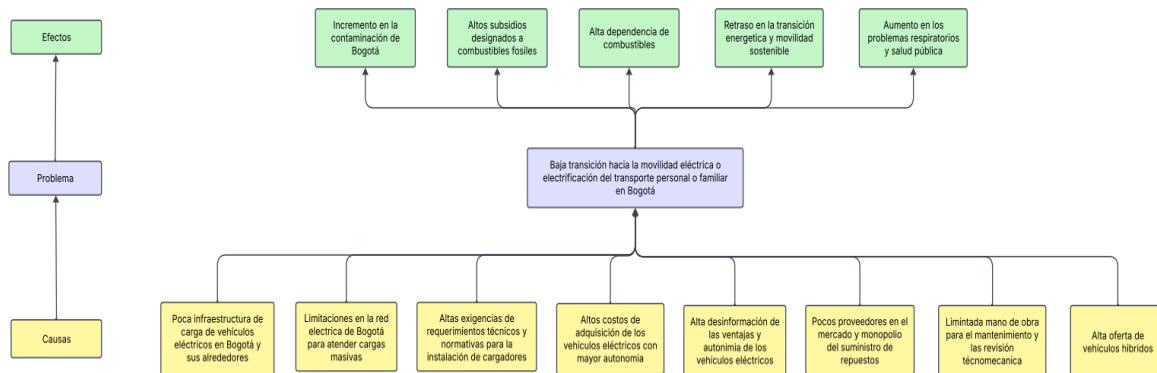 Efectos
Incremento en la
contaminación de
Bogotá
Altos subsidios
designados a
combustibles fosiles
Alta dependencia de
combustibles
Retraso en la transición
energetica y movilidad
sostenible
Aumento en los
problemas respiratorios
y salud pública
Problema
Baja transición hacia la movilidad eléctrica o
electrificación del transporte personal o familiar
en Bogotá
Causas
Poca infraestructura de
carga de vehículos
eléctricos en Bogotá y
sus alrededores
Limitaciones en la red
electrica de Bogotá
para atender cargas
masivas
Altas exigencias de
requerimientos técnicos y
normativas para la
instalación de cargadores
Altos costos de
adquisición de los
vehículos eléctricos con
mayor autonomía
Alta desinformación de
las ventajas y
autonimia de los
vehículos eléctricos
Pocos proveedores en el
mercado y monopolio
del suministro de
repuestos
Limintada mano de obra
para el mantenimiento y
las revisión
técnomecanica
Alta oferta de
vehículos hibridos